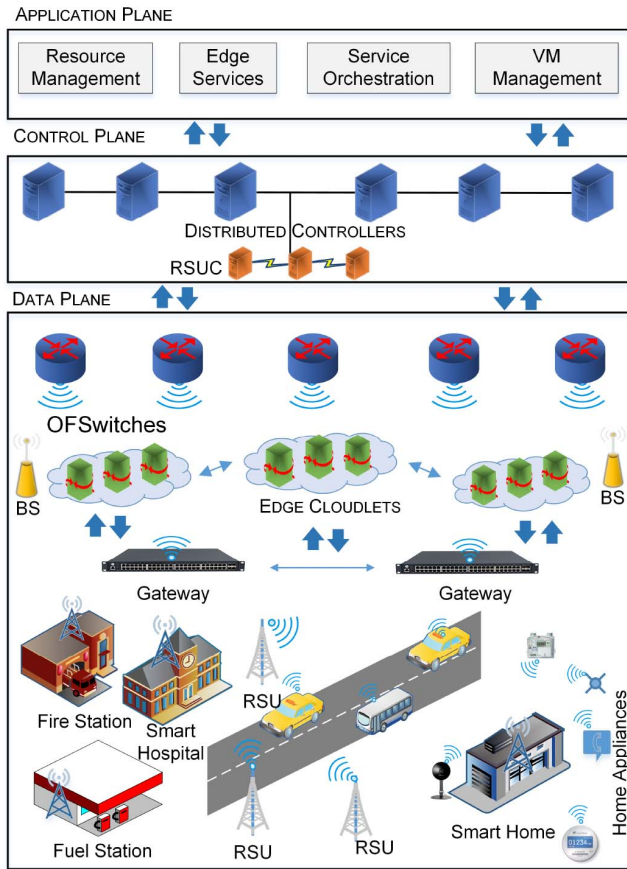 APPLICATION PLANE
Resource
Management
Edge
Services
Service
Orchestration
VM
Management
CONTROL PLANE
DISTRIBUTED CONTROLLERS
RSUC
DATA PLANE
OFSwitches
BS
EDGE CLOUDLETS
BS
Gateway
Gateway
Fire Station
Smart
Hospital
RSU
Fuel Station
RSU
RSU
Smart Home
Home Appliances
01234